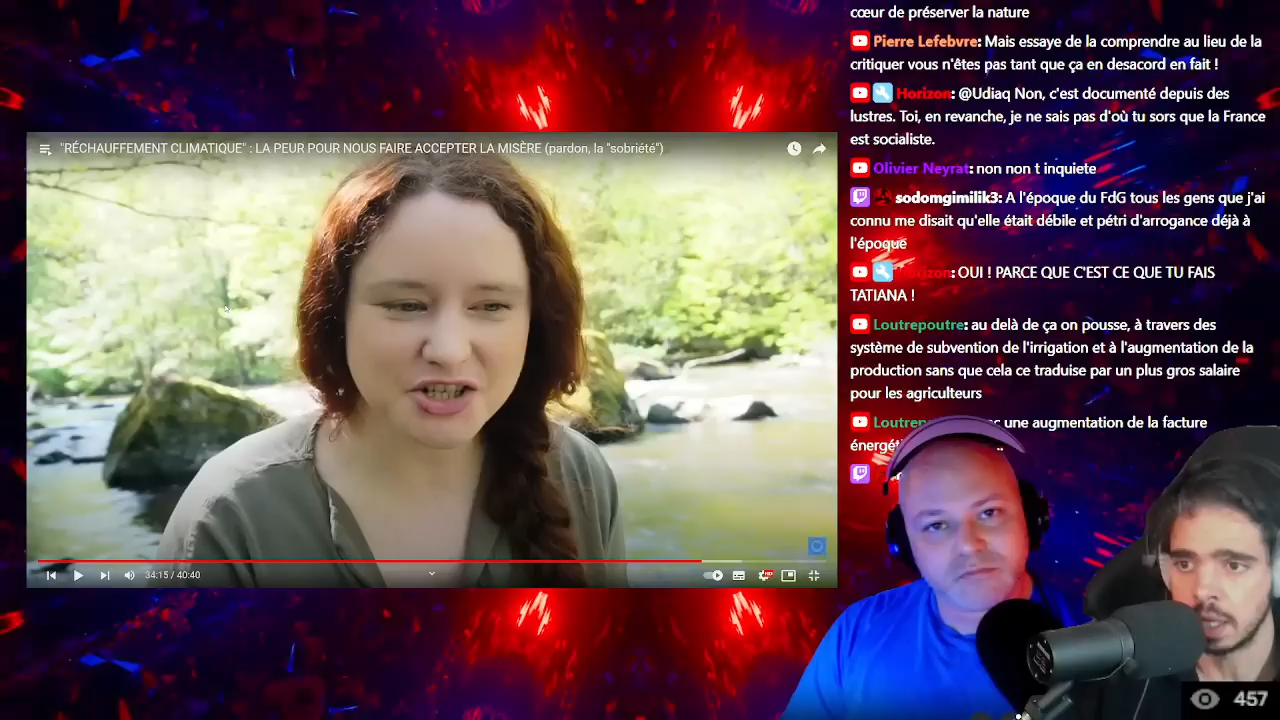 "RÉCHAUFFEMENT CLIMATIQUE" : LA PEUR POUR NOUS FAIRE ACCEPTER LA MISÈRE (pardon, la "sobriété")
34:15 / 40:40
HD
cœur de préserver la nature
Pierre Lefebvre: Mais essaye de la comprendre au lieu de la
critiquer vous n'êtes pas tant que ça en desacord en fait !
Horizon: @Udiaq Non, c'est documenté depuis des
lustres. Toi, en revanche, je ne sais pas d'où tu sors que la France
est socialiste.
Olivier Neyrat: non non t inquiete
sodomgimilik3: A l'époque du FdG tous les gens que j'ai
connu me disait qu'elle était débile et pétri d'arrogance déjà à
l'époque
Horizon: OUI ! PARCE QUE C'EST CE QUE TU FAIS
TATIANA !
Loutrepoutre: au delà de ça on pousse, à travers des
système de subvention de l'irrigation et à l'augmentation de la
production sans que cela ce traduise par un plus gros salaire
pour les agriculteurs
une augmentation de la facture
457